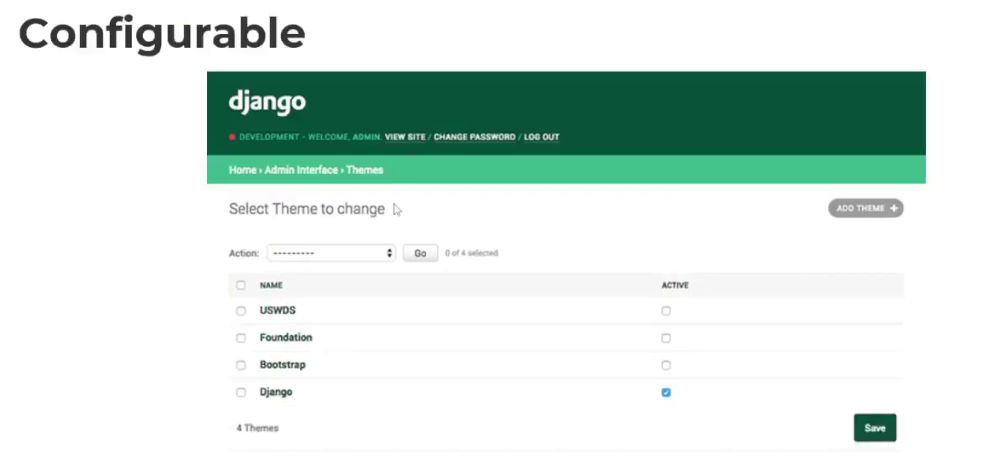 Configurable
django
DEVELOPMENT - WELCOME, ADMIN. VIEW SITE / CHANGE PASSWORD / LOG OUT
Home › Admin Interface › Themes
Select Theme to change
ADD THEME +
Action: --------- Go 0 of 4 selected
NAME ACTIVE
USWDS
Foundation
Bootstrap
Django
4 Themes
Save